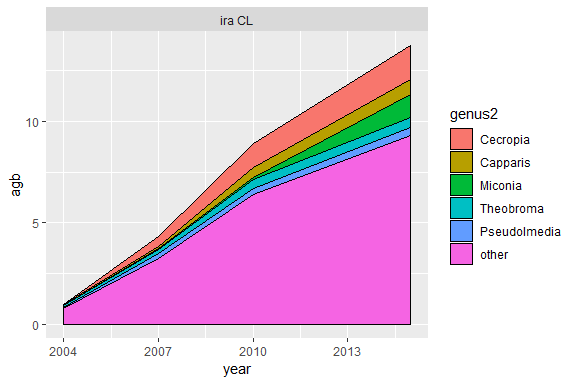 ira CL
agb
10
5
0
2004 2007 2010 2013
year
genus2
Cecropia
Capparis
Miconia
Theobroma
Pseudolmedia
other